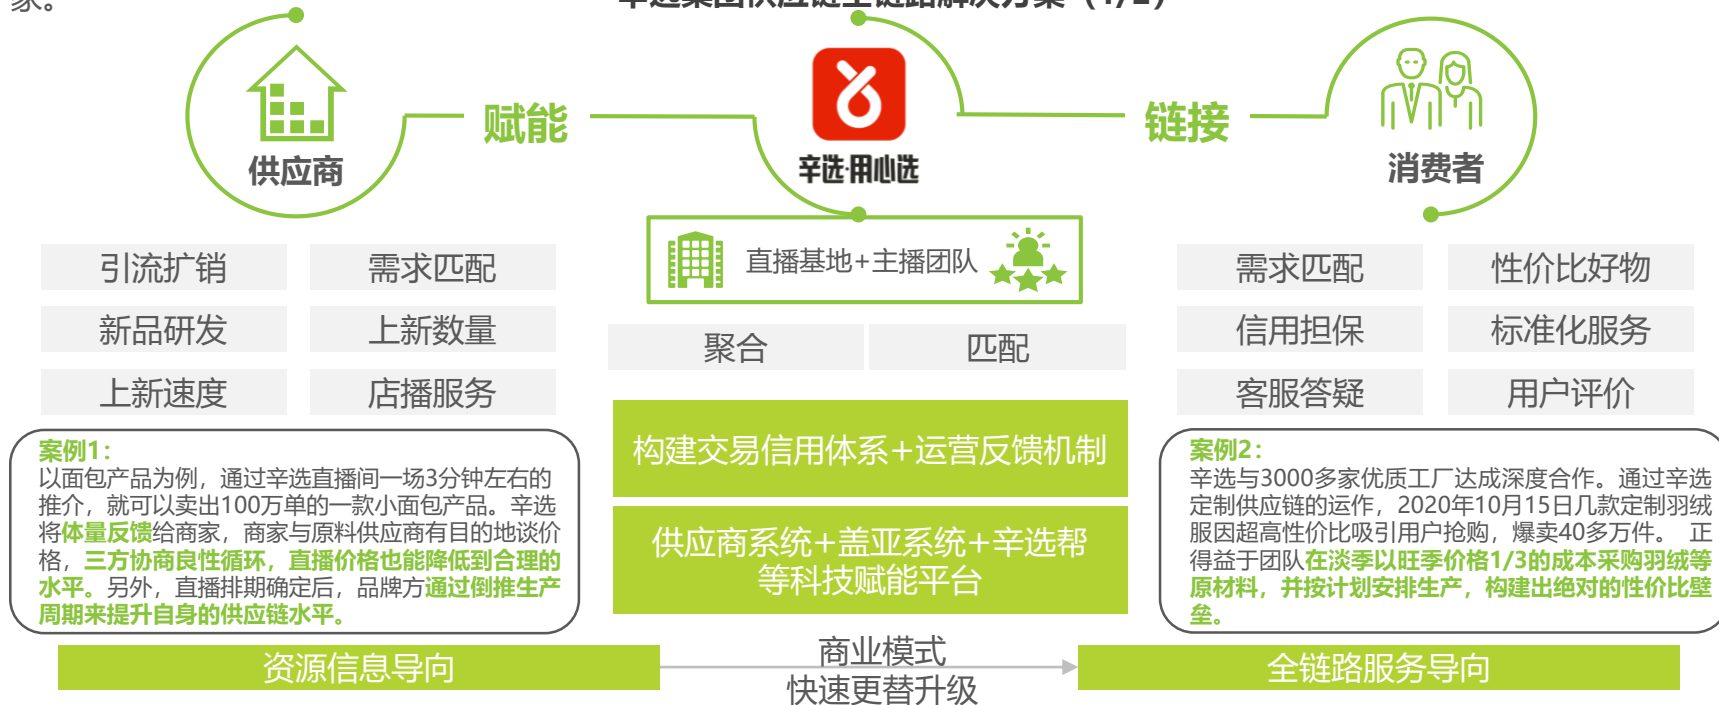 家。
辛选集团供应链全链路解决方案（1/2）
供应商
赋能
辛选·用心选
链接
消费者
引流扩销
需求匹配
新品研发
上新数量
上新速度
店播服务
直播基地+主播团队
聚合
匹配
需求匹配
性价比好物
信用担保
标准化服务
客服答疑
用户评价
构建交易信用体系+运营反馈机制
供应商系统+盖亚系统+辛选帮
等科技赋能平台
案例1：
以面包产品为例，通过辛选直播间一场3分钟左右的
推介，就可以卖出100万单的一款小面包产品。辛选
将体量反馈给商家，商家与原料供应商有目的地谈价
格，三方协商良性循环，直播价格也能降低到合理的
水平。另外，直播排期确定后，品牌方通过倒推生产
周期来提升自身的供应链水平。
案例2：
辛选与3000多家优质工厂达成深度合作。通过辛选
定制供应链的运作，2020年10月15日几款定制羽绒
服因超高性价比吸引用户抢购，爆卖40多万件。 正
得益于团队在淡季以旺季价格1/3的成本采购羽绒等
原材料，并按计划安排生产，构建出绝对的性价比壁
垒。
资源信息导向
商业模式
快速更替升级
全链路服务导向